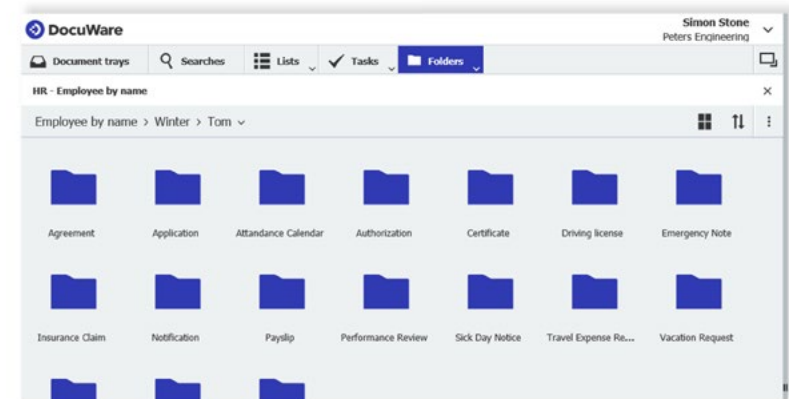 DocuWare
Simon Stone
Peters Engineering
Document trays Searches Lists Tasks Folders
HR - Employee by name
Employee by name > Winter > Tom
Agreement Application Attandance Calendar Authorization Certificate Driving license Emergency Note
Insurance Claim Notification Payslip Performance Review Sick Day Notice Travel Expense Re... Vacation Request